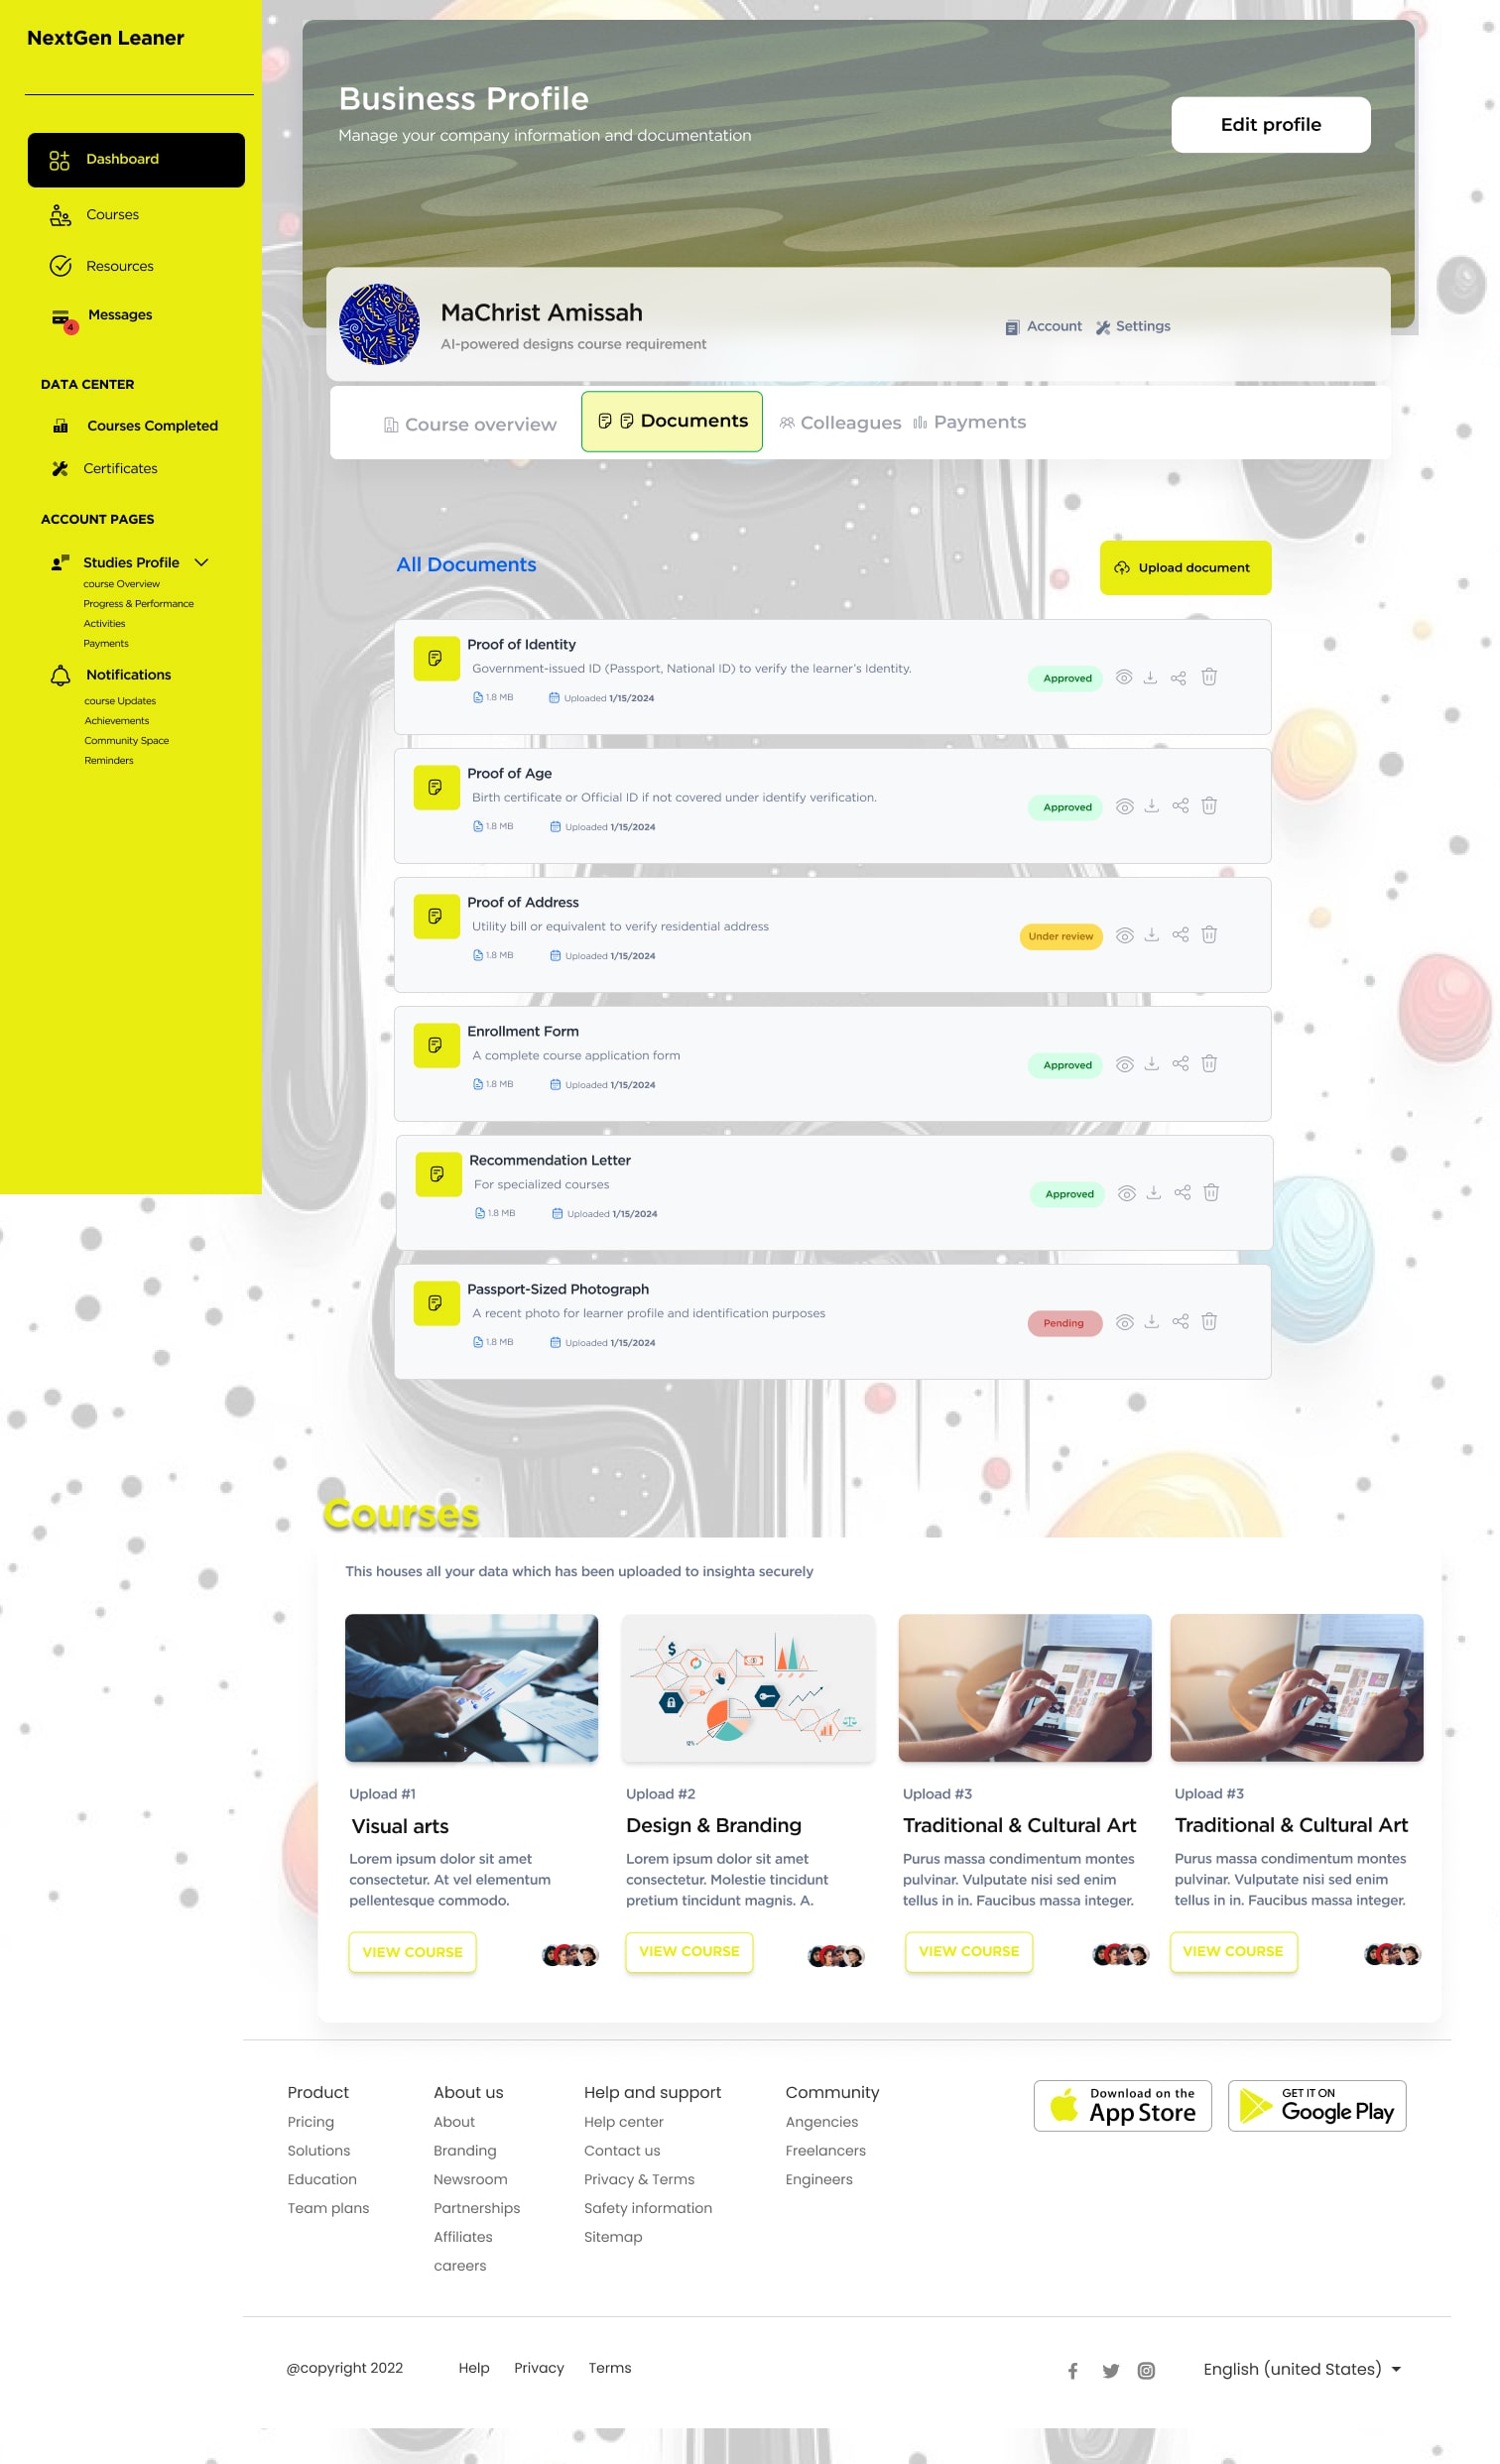 NextGen Leaner
Dashboard
Courses
Resources
Messages
4
DATA CENTER
Courses Completed
Certificates
ACCOUNT PAGES
Studies Profile
course Overview
Progress & Performance
Activities
Payments
Notifications
course Updates
Achievements
Community Space
Reminders
Business Profile
Manage your company information and documentation
Edit profile
MaChrist Amissah
AI-powered designs course requirement
Account
Settings
Course overview
Documents
Colleagues
Payments
All Documents
Upload document
Proof of Identity
Government-issued ID (Passport, National ID) to verify the learner's Identity.
1.8 MB
Uploaded 1/15/2024
Approved
Proof of Age
Birth certificate or Official ID if not covered under identify verification.
1.8 MB
Uploaded 1/15/2024
Approved
Proof of Address
Utility bill or equivalent to verify residential address
1.8 MB
Uploaded 1/15/2024
Under review
Enrollment Form
A complete course application form
1.8 MB
Uploaded 1/15/2024
Approved
Recommendation Letter
For specialized courses
1.8 MB
Uploaded 1/15/2024
Approved
Passport-Sized Photograph
A recent photo for learner profile and identification purposes
1.8 MB
Uploaded 1/15/2024
Pending
Courses
This houses all your data which has been uploaded to insighta securely
Upload #1
Visual arts
Lorem ipsum dolor sit amet
consectetur. At vel elementum
pellentesque commodo.
VIEW COURSE
Upload #2
Design & Branding
Lorem ipsum dolor sit amet
consectetur. Molestie tincidunt
pretium tincidunt magnis. A.
VIEW COURSE
Upload #3
Traditional & Cultural Art
Purus massa condimentum montes
pulvinar. Vulputate nisi sed enim
tellus in in. Faucibus massa integer.
VIEW COURSE
Upload #3
Traditional & Cultural Art
Purus massa condimentum montes
pulvinar. Vulputate nisi sed enim
tellus in in. Faucibus massa integer.
VIEW COURSE
Product
Pricing
Solutions
Education
Team plans
About us
About
Branding
Newsroom
Partnerships
Affiliates
careers
Help and support
Help center
Contact us
Privacy & Terms
Safety information
Sitemap
Community
Angencies
Freelancers
Engineers
Download on the
App Store
GET IT ON
Google Play
@copyright 2022
Help
Privacy
Terms
English (united States)